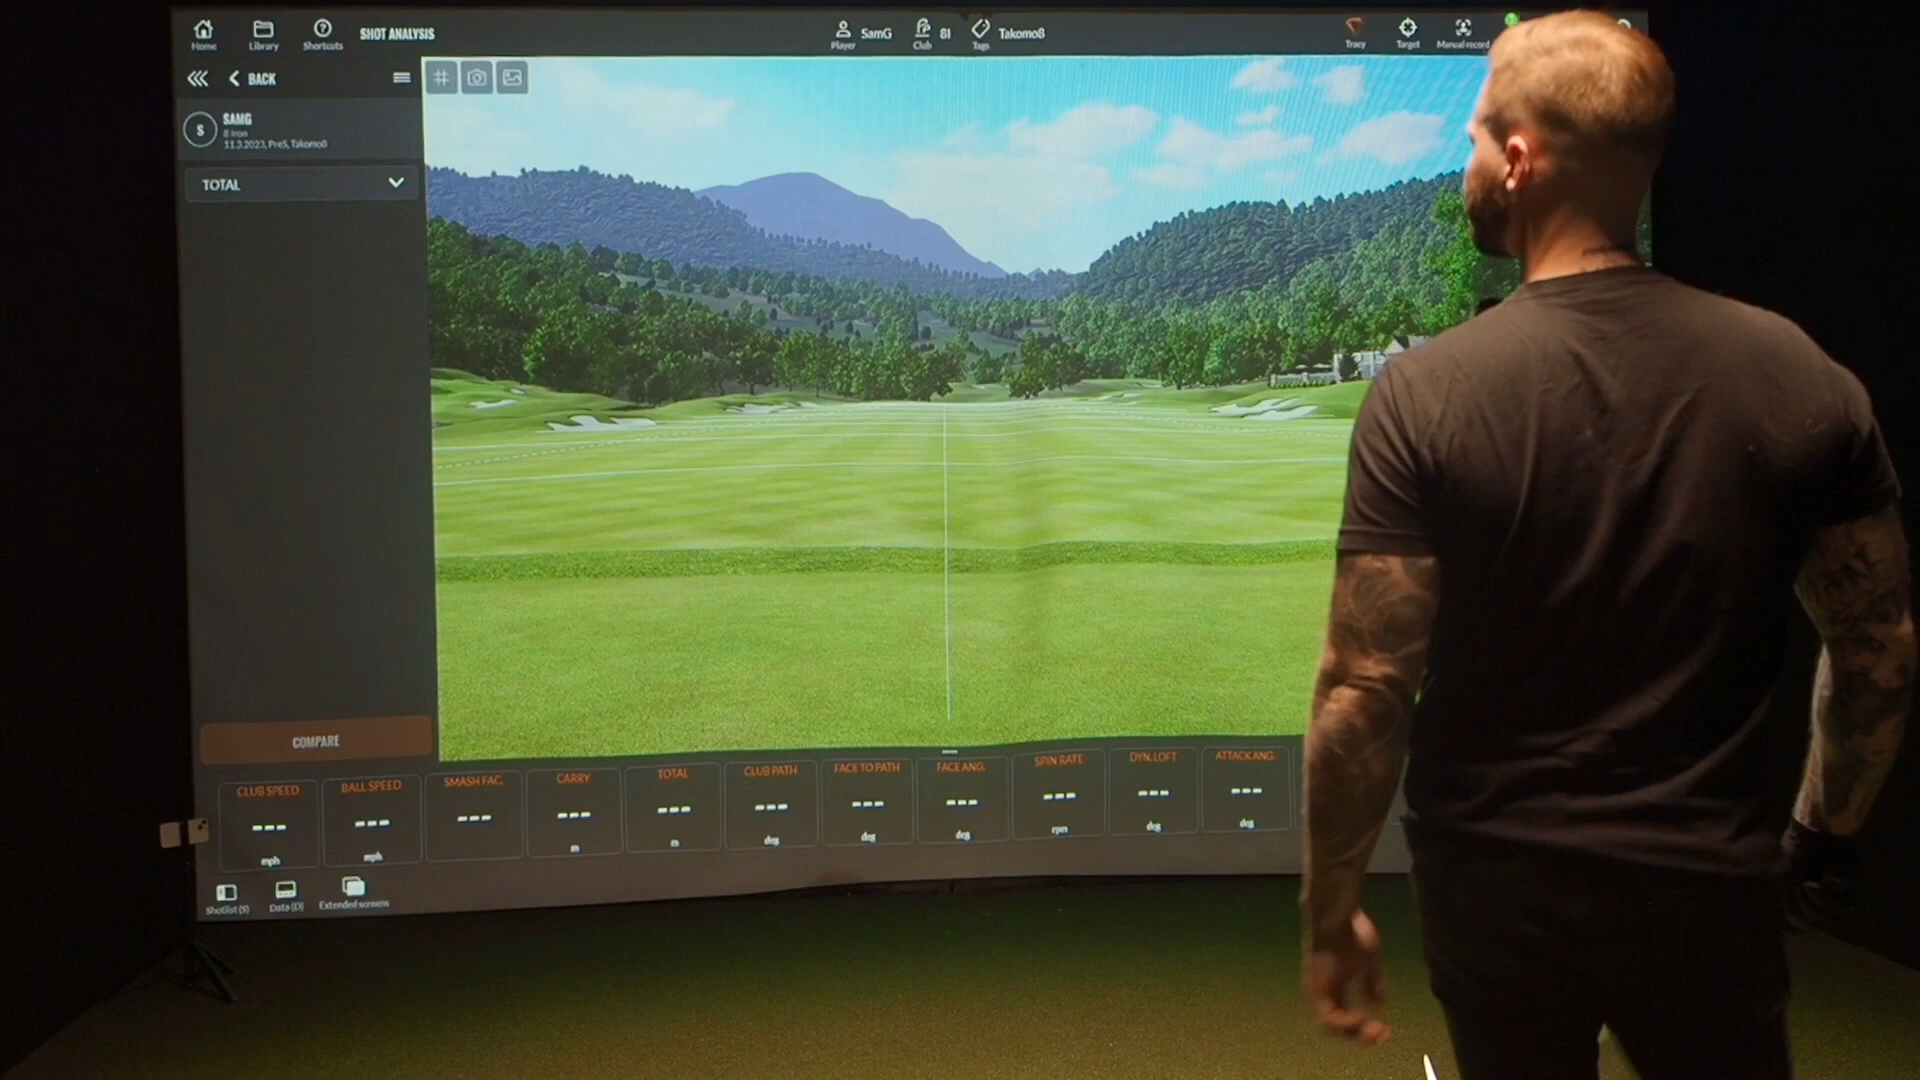 Home
Library
Shortcuts
SHOT ANALYSIS
Player
SamG
Club
8I
Tags
Takomo8
Tracy
Target
Manual record
BACK
S
SAMG
8 Iron
11.3.2023, PreS, Takomo8
TOTAL
COMPARE
CLUB SPEED
---
mph
BALL SPEED
---
mph
SMASH FAC.
---
CARRY
---
m
TOTAL
---
m
CLUB PATH
---
deg
FACE TO PATH
---
deg
FACE ANG.
---
deg
SPIN RATE
---
rpm
DYN. LOFT
---
deg
ATTACK ANG.
---
deg
Shotlist (S)
Data (D)
Extended screens